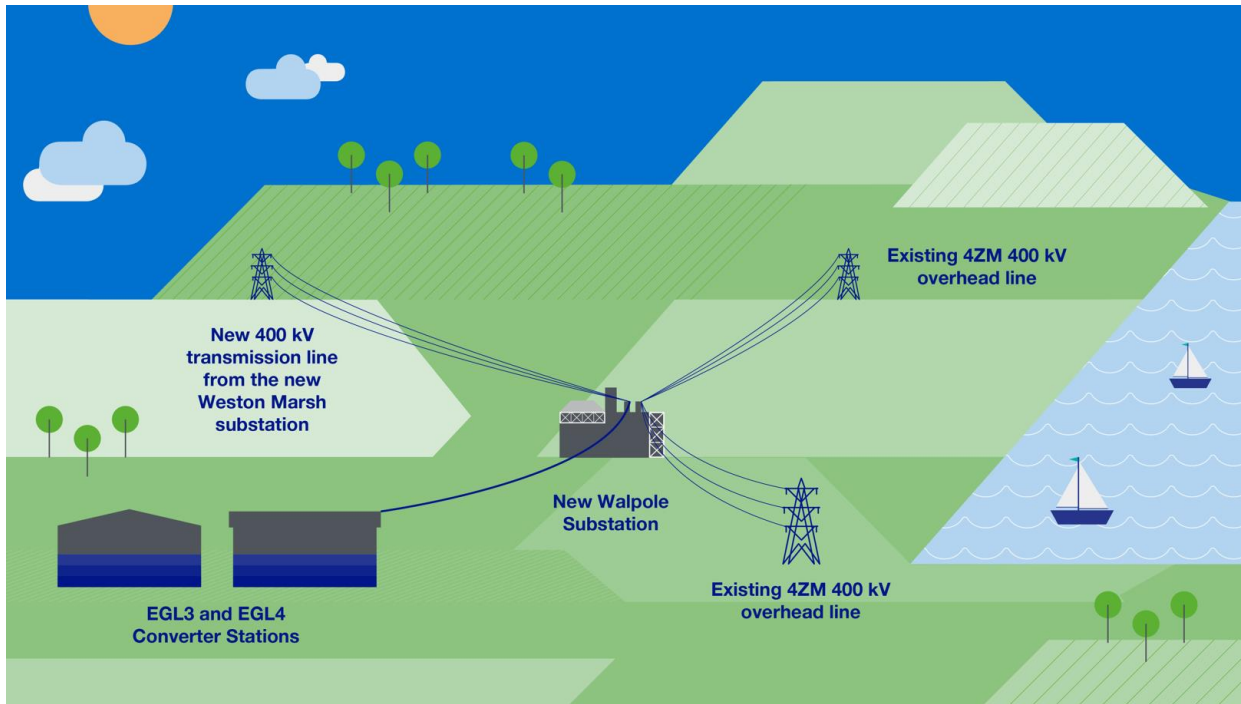 Existing 4ZM 400 kV
overhead line
New 400 kV
transmission line
from the new
Weston Marsh
substation
New Walpole
Substation
Existing 4ZM 400 kV
overhead line
EGL3 and EGL4
Converter Stations